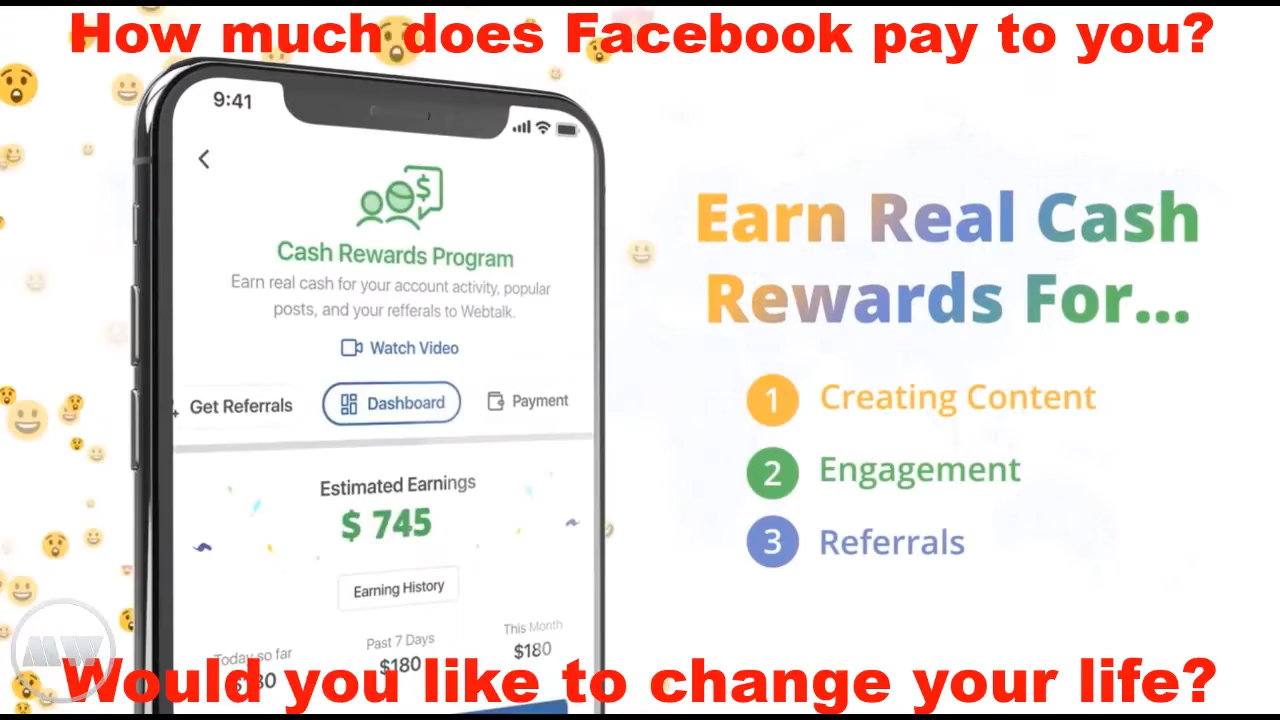 How much does Facebook pay to you?
9:41
Cash Rewards Program
Earn real cash for your account activity, popular
posts, and your refferals to Webtalk.
Watch Video
Get Referrals
Dashboard
Payment
Estimated Earnings
$ 745
Earning History
Today so far
Past 7 Days
$180
This Month
$180
Earn Real Cash
Rewards For...
1 Creating Content
2 Engagement
3 Referrals
MW
Would you like to change your life?